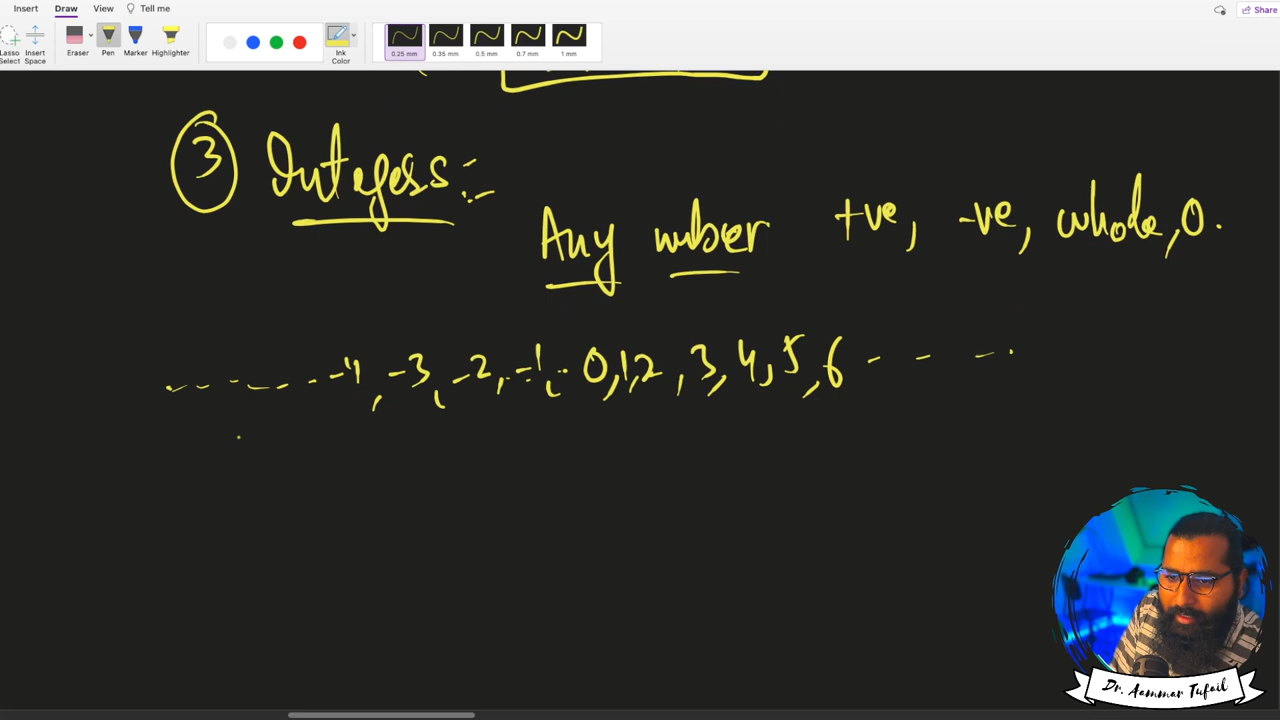 Insert Draw View Tell me
Share
Lasso Select
Insert Space
Eraser
Pen
Marker
Highlighter
Ink Color
0.25 mm
0.35 mm
0.5 mm
0.7 mm
1 mm
3 Integers:-
Any number +ve, -ve, whole, 0.
------ -4, -3, -2, -1, 0, 1, 2, 3, 4, 5, 6 - - - .
Dr. Aammar Tufail